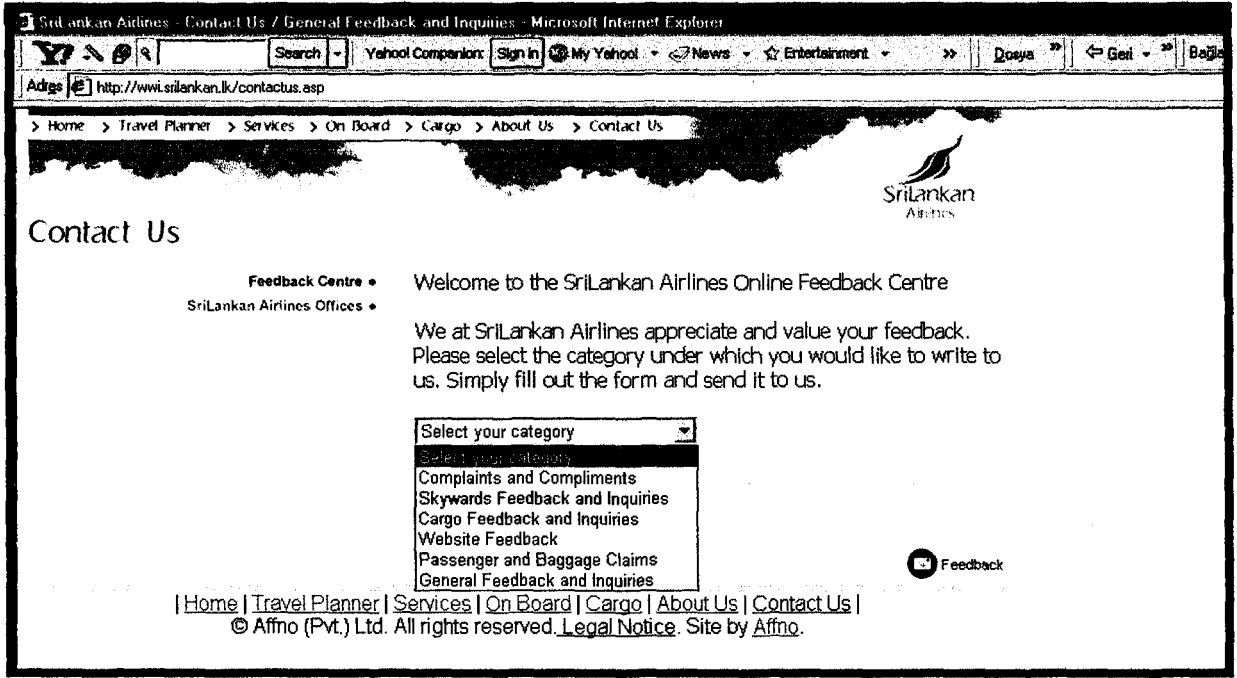 SriLankan Airlines - Contact Us / General Feedback and Inquiries - Microsoft Internet Explorer
Y! Search Yahoo! Companion: Sign In My Yahoo! News Entertainment » Dosya » Geri » Bağla
Adres http://wwi.srilankan.lk/contactus.asp
> Home > Travel Planner > Services > On Board > Cargo > About Us > Contact Us
SriLankan
Airlines
Contact Us
Feedback Centre •
SriLankan Airlines Offices •
Welcome to the SriLankan Airlines Online Feedback Centre
We at SriLankan Airlines appreciate and value your feedback.
Please select the category under which you would like to write to
us. Simply fill out the form and send it to us.
Select your category
Select your category
Complaints and Compliments
Skywards Feedback and Inquiries
Cargo Feedback and Inquiries
Website Feedback
Passenger and Baggage Claims
General Feedback and Inquiries
Feedback
| Home | Travel Planner | Services | On Board | Cargo | About Us | Contact Us |
© Affno (Pvt.) Ltd. All rights reserved. Legal Notice. Site by Affno.